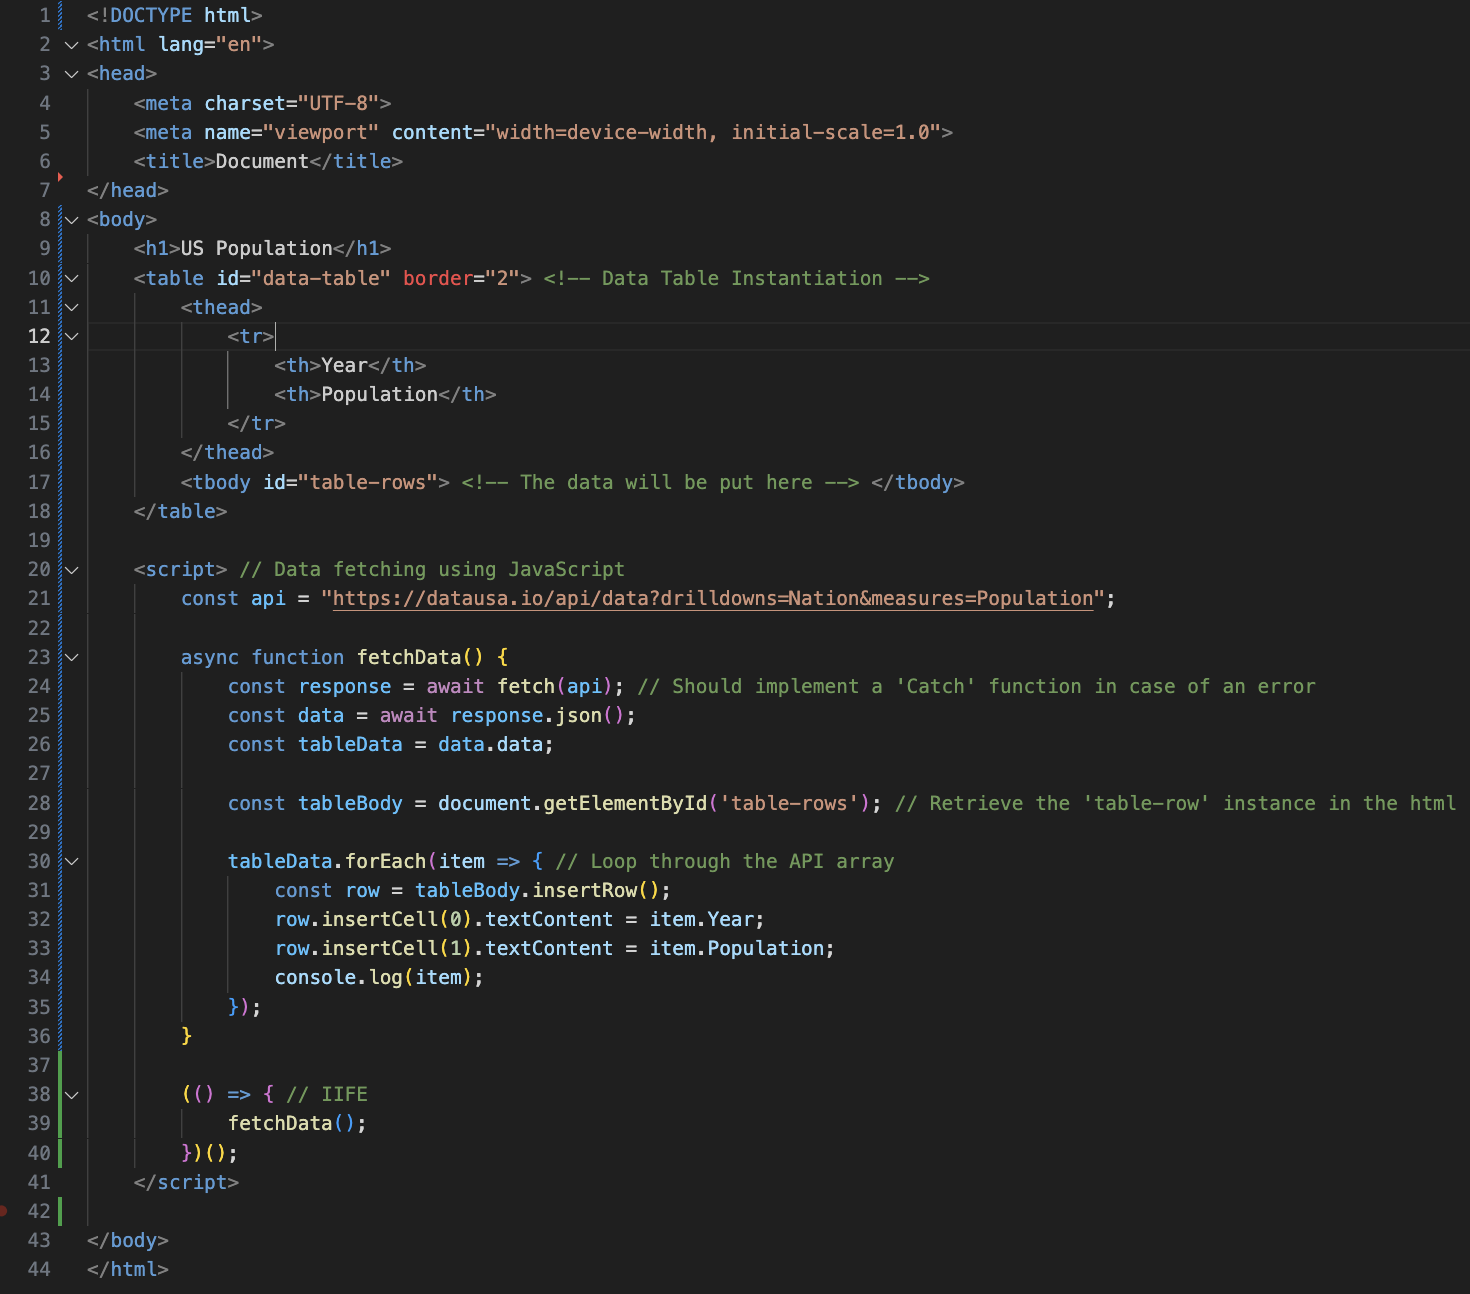 1 <!DOCTYPE html>
2 <html lang="en">
3 <head>
4     <meta charset="UTF-8">
5     <meta name="viewport" content="width=device-width, initial-scale=1.0">
6     <title>Document</title>
7 </head>
8 <body>
9     <h1>US Population</h1>
10     <table id="data-table" border="2"> <!-- Data Table Instantiation -->
11         <thead>
12             <tr>
13                 <th>Year</th>
14                 <th>Population</th>
15             </tr>
16         </thead>
17         <tbody id="table-rows"> <!-- The data will be put here --> </tbody>
18     </table>
19
20     <script> // Data fetching using JavaScript
21         const api = "https://datausa.io/api/data?drilldowns=Nation&measures=Population";
22
23         async function fetchData() {
24             const response = await fetch(api); // Should implement a 'Catch' function in case of an error
25             const data = await response.json();
26             const tableData = data.data;
27
28             const tableBody = document.getElementById('table-rows'); // Retrieve the 'table-row' instance in the html
29
30             tableData.forEach(item => { // Loop through the API array
31                 const row = tableBody.insertRow();
32                 row.insertCell(0).textContent = item.Year;
33                 row.insertCell(1).textContent = item.Population;
34                 console.log(item);
35             });
36         }
37
38         (() => { // IIFE
39             fetchData();
40         })();
41     </script>
42
43 </body>
44 </html>